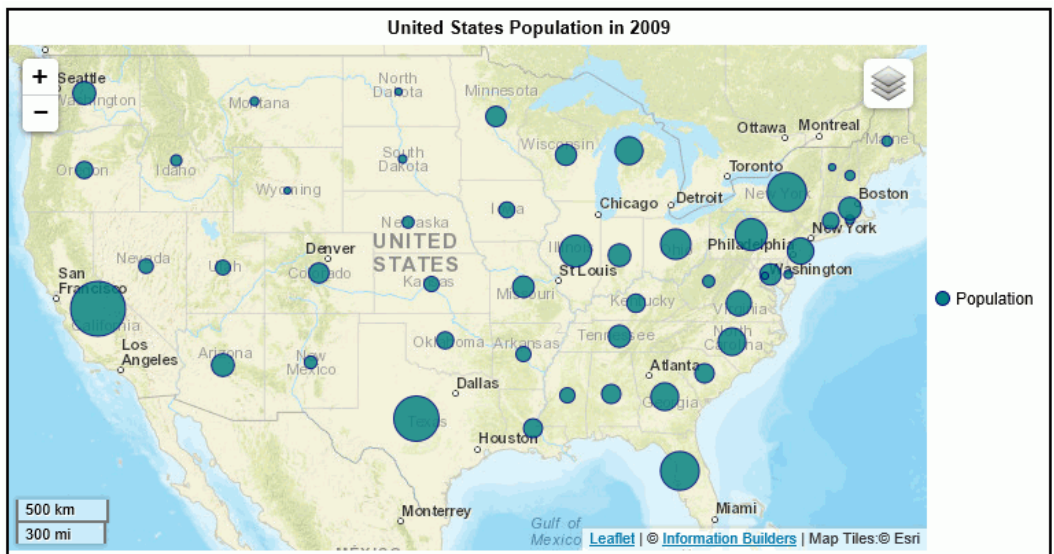 United States Population in 2009
+
−
Seattle
Washington
Montana
North
Dakota
Minnesota
Ottawa
Montreal
Maine
Oregon
Idaho
South
Dakota
Wisconsin
Toronto
Wyoming
New York
Boston
Iowa
Chicago
Detroit
Nebraska
New York
Nevada
Utah
Denver
Colorado
UNITED
STATES
Illinois
Ohio
Philadelphia
San
Francisco
Kansas
St Louis
Missouri
Washington
Kentucky
Virginia
Population
California
Los
Angeles
Arizona
New
Mexico
Oklahoma
Arkansas
Tennessee
North
Carolina
Dallas
Atlanta
Georgia
Texas
Houston
500 km
300 mi
Monterrey
Miami
Gulf of
Mexico
MÉXICO
Leaflet | © Information Builders | Map Tiles:© Esri